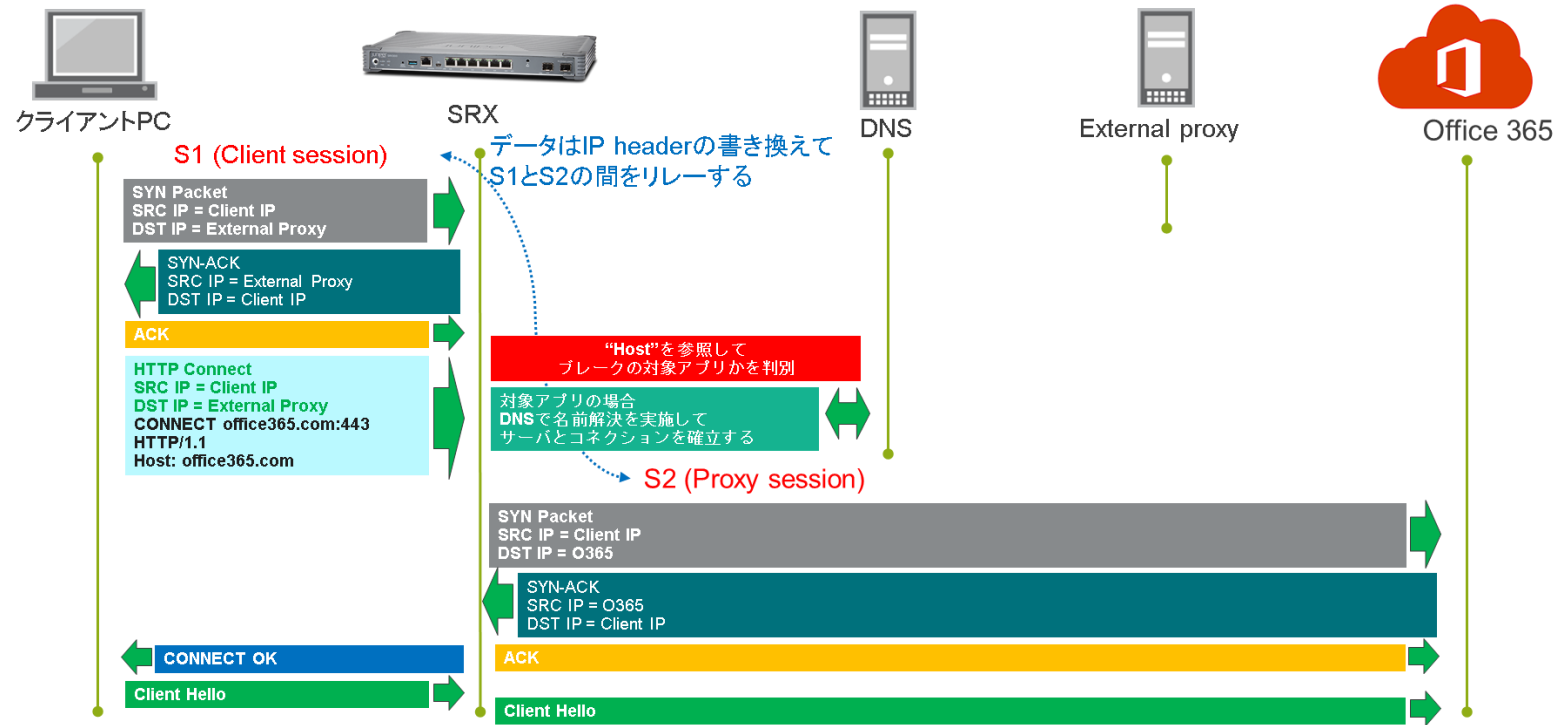 クライアントPC
SRX
DNS
External proxy
Office 365
S1 (Client session)
データはIP headerの書き換えて
S1とS2の間をリレーする
SYN Packet
SRC IP = Client IP
DST IP = External Proxy
SYN-ACK
SRC IP = External Proxy
DST IP = Client IP
ACK
HTTP Connect
SRC IP = Client IP
DST IP = External Proxy
CONNECT office365.com:443
HTTP/1.1
Host: office365.com
“Host”を参照して
ブレークの対象アプリかを判別
対象アプリの場合
DNSで名前解決を実施して
サーバとコネクションを確立する
S2 (Proxy session)
SYN Packet
SRC IP = Client IP
DST IP = O365
SYN-ACK
SRC IP = O365
DST IP = Client IP
CONNECT OK
ACK
Client Hello
Client Hello